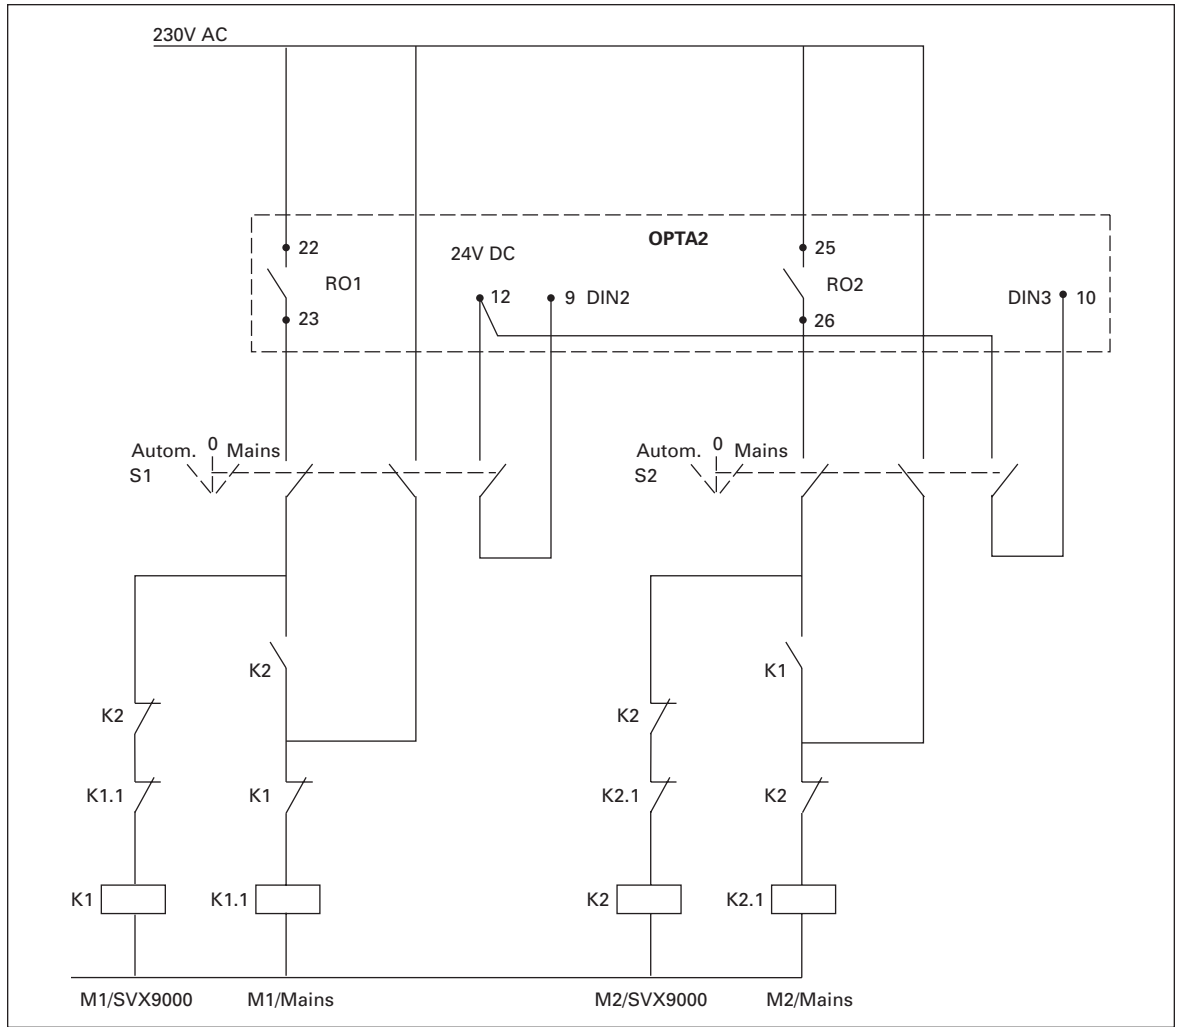 230V AC
OPTA2
22
25
24V DC
RO1
RO2
12
9 DIN2
DIN3 10
23
26
Autom. 0 Mains
S1
Autom. 0 Mains
S2
K2
K1
K2
K2
K1.1
K1
K2.1
K2
K1
K1.1
K2
K2.1
M1/SVX9000
M1/Mains
M2/SVX9000
M2/Mains